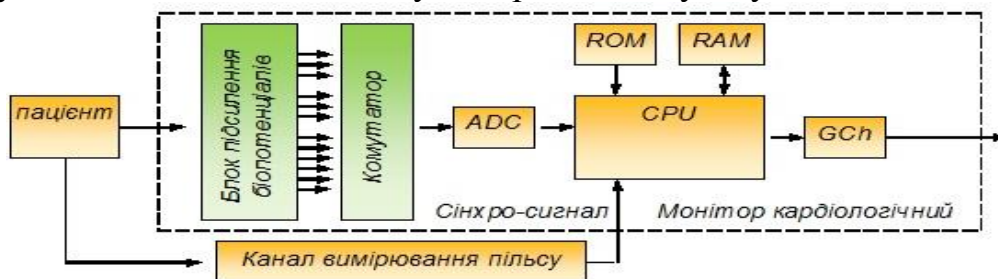 ROM
RAM
пацієнт
Блок підсилення
біопотенціалів
Комутатор
ADC
CPU
GCh
Сінхро-сигнал
Монітор кардіологічний
Канал вимірювання пільсу